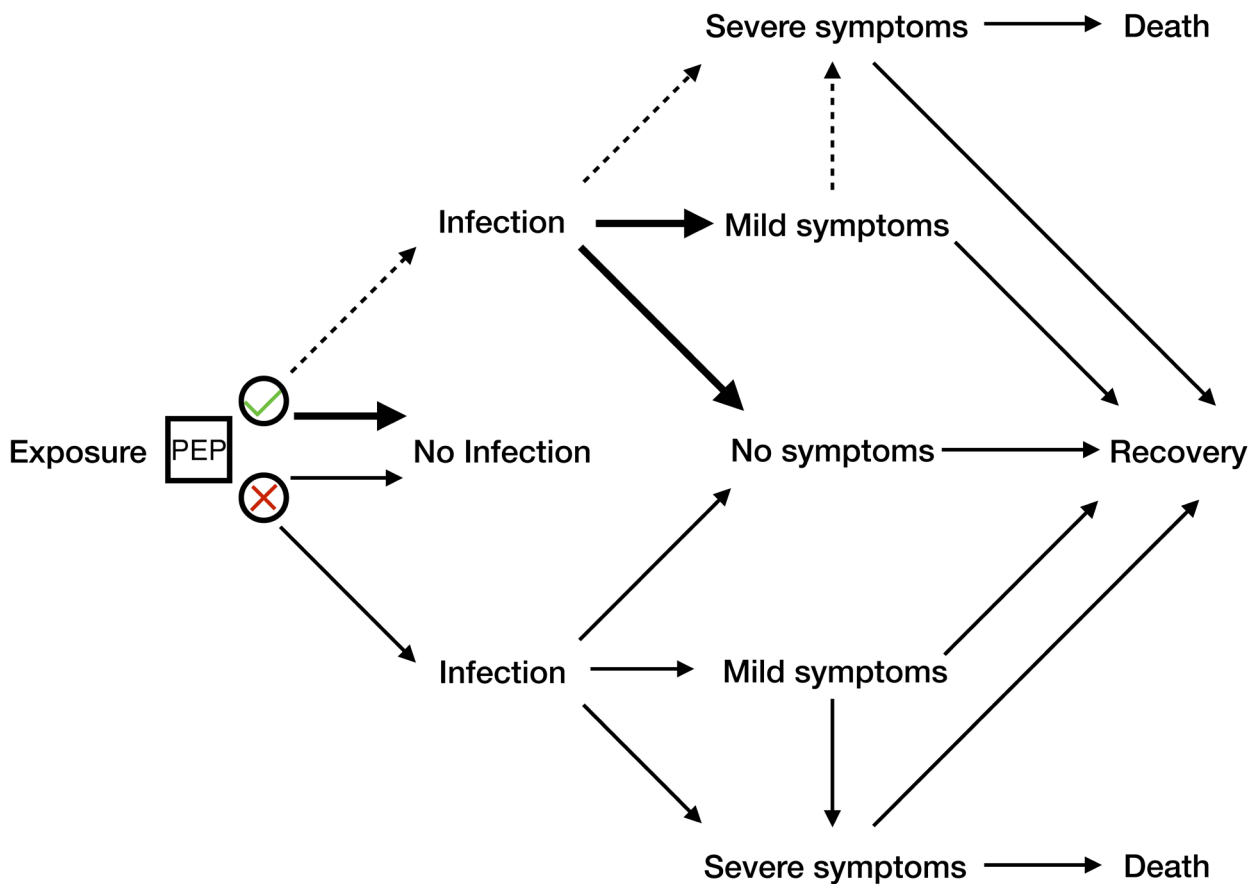 Severe symptoms
Death
Infection
Mild symptoms
Exposure
PEP
No Infection
No symptoms
Recovery
Infection
Mild symptoms
Severe symptoms
Death